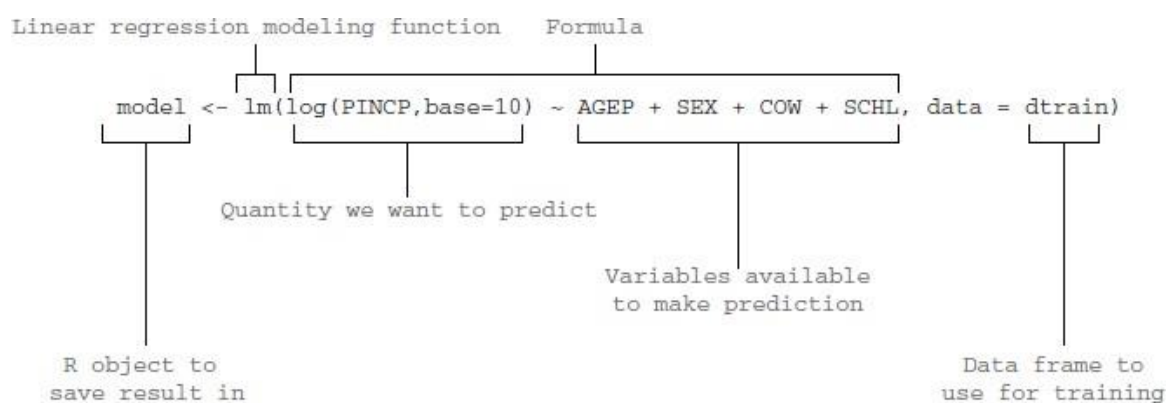 Linear regression modeling function Formula
model <- lm(log(PINCP,base=10) ~ AGEP + SEX + COW + SCHL, data = dtrain)
Quantity we want to predict
Variables available
to make prediction
R object to
save result in
Data frame to
use for training